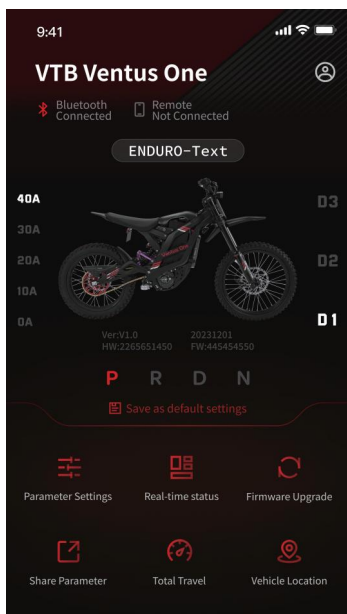 9:41
VTB Ventus One
Bluetooth
Connected
Remote
Not Connected
ENDURO-Text
40A
30A
20A
10A
0A
D3
D2
D1
Ver:V1.0 20231201
HW:2265651450 FW:445454550
P R D N
Save as default settings
Parameter Settings Real-time status Firmware Upgrade
Share Parameter Total Travel Vehicle Location